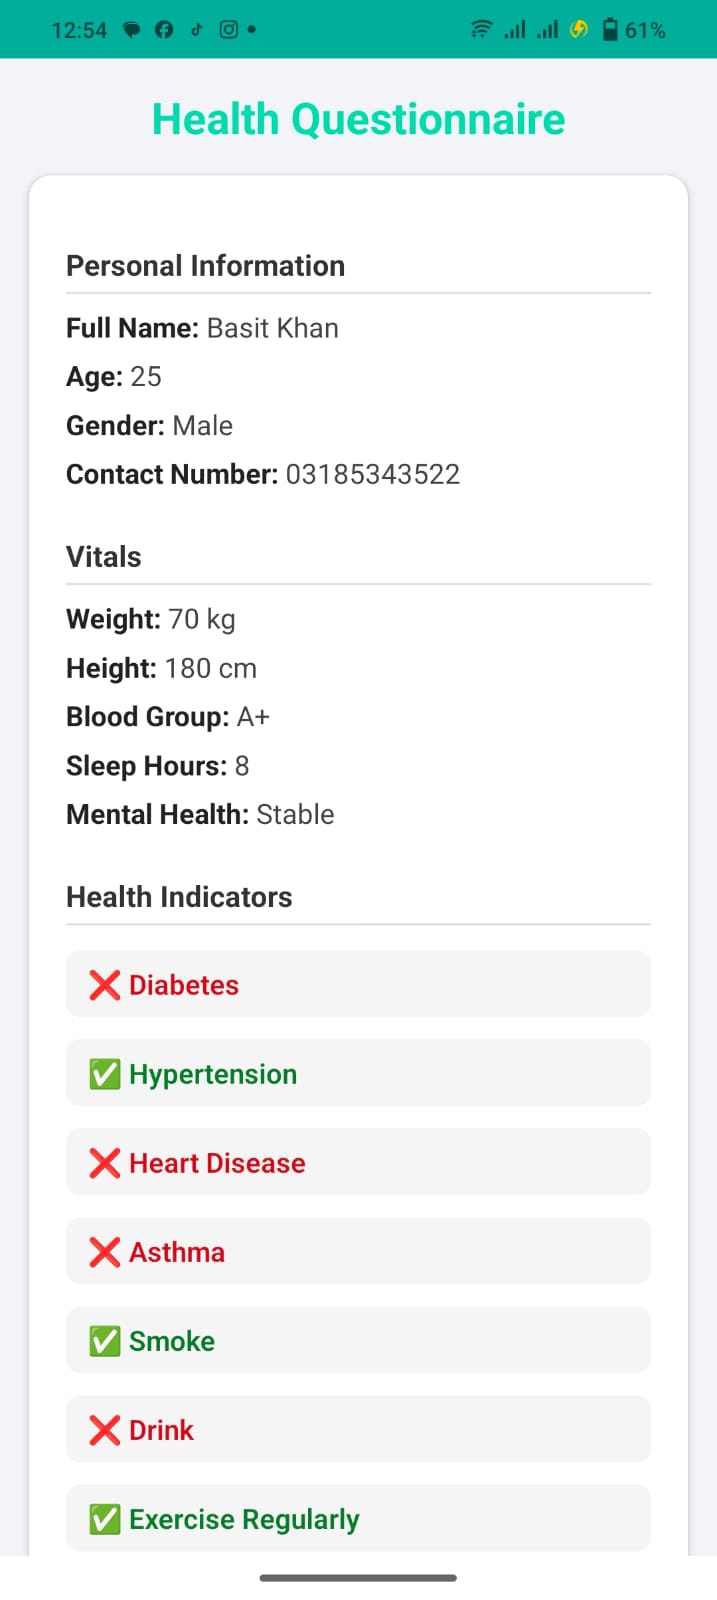 12:54
61%
Health Questionnaire
Personal Information
Full Name: Basit Khan
Age: 25
Gender: Male
Contact Number: 03185343522
Vitals
Weight: 70 kg
Height: 180 cm
Blood Group: A+
Sleep Hours: 8
Mental Health: Stable
Health Indicators
❌ Diabetes
✅ Hypertension
❌ Heart Disease
❌ Asthma
✅ Smoke
❌ Drink
✅ Exercise Regularly